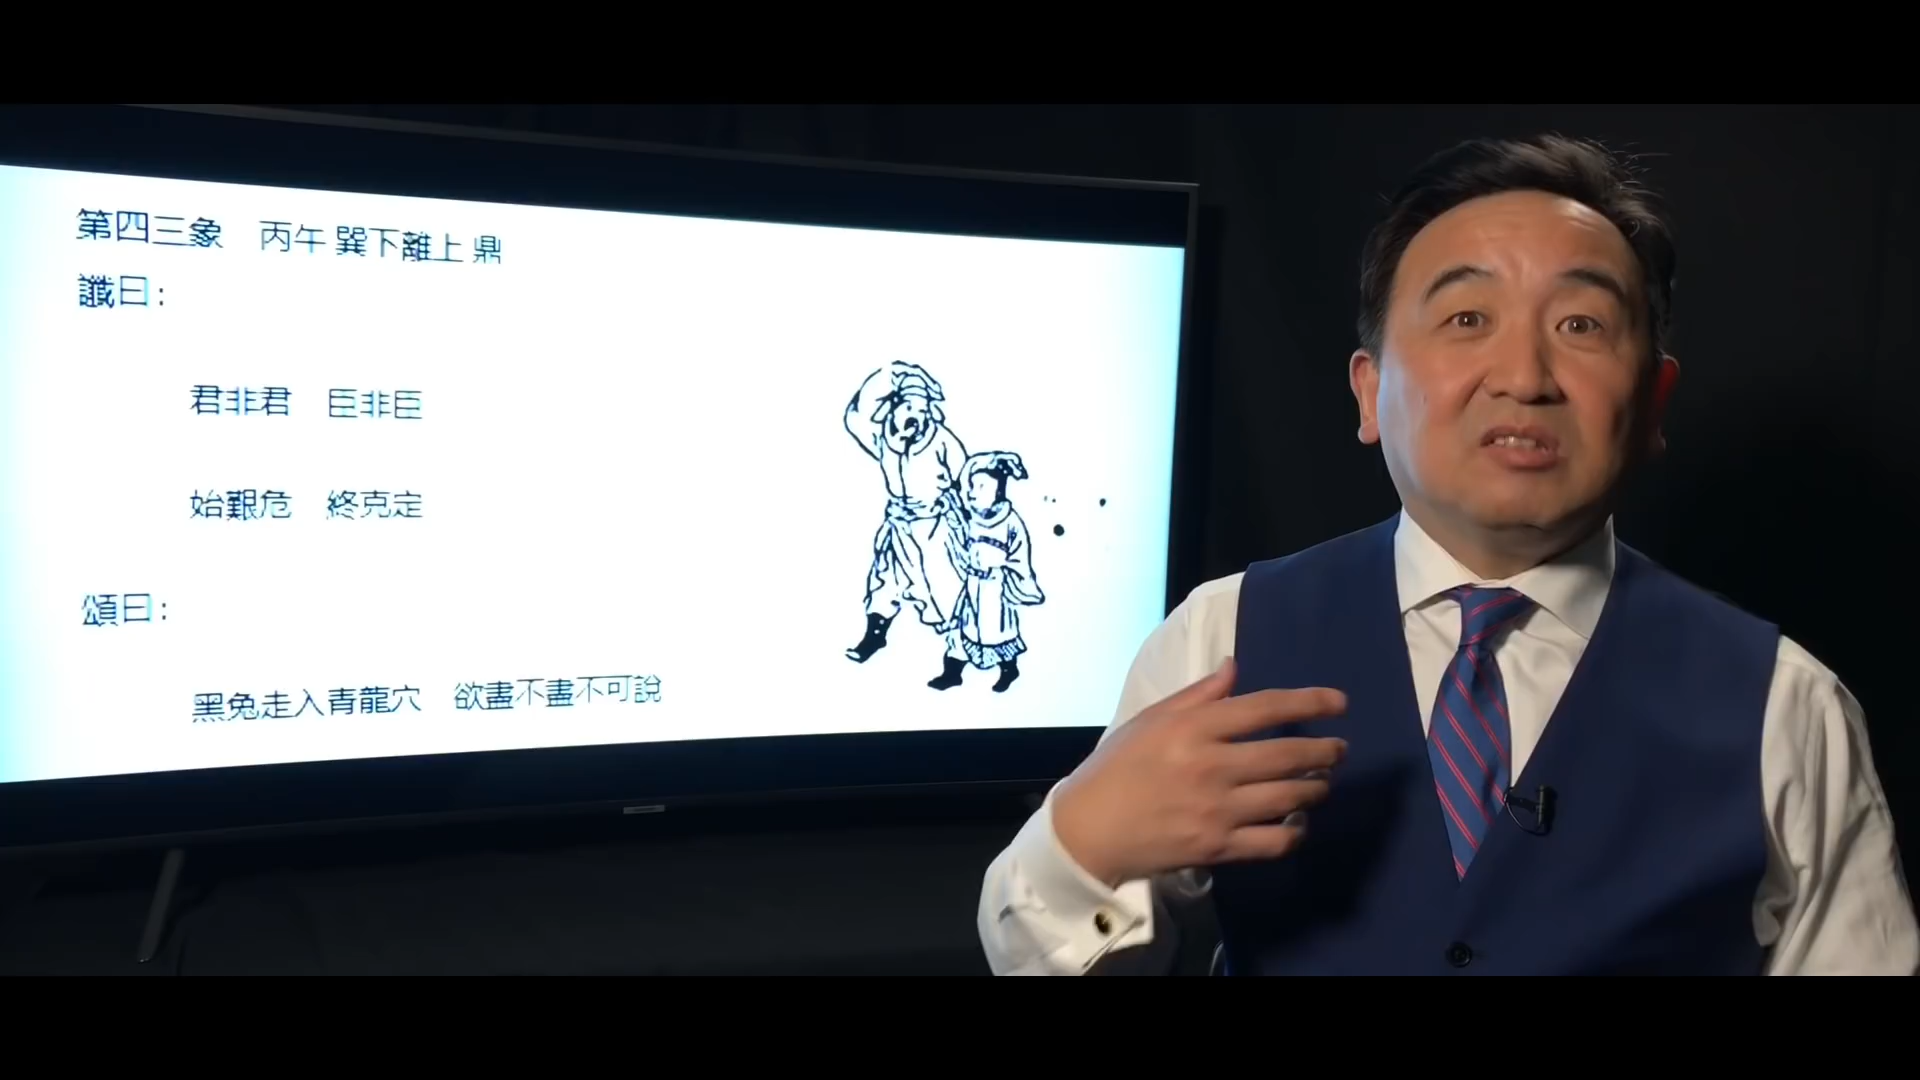 第四三象 丙午 巽下離上 鼎
讖曰:
君非君 臣非臣
始艱危 終克定
頌曰:
黑兔走入青龍穴 欲盡不盡不可說